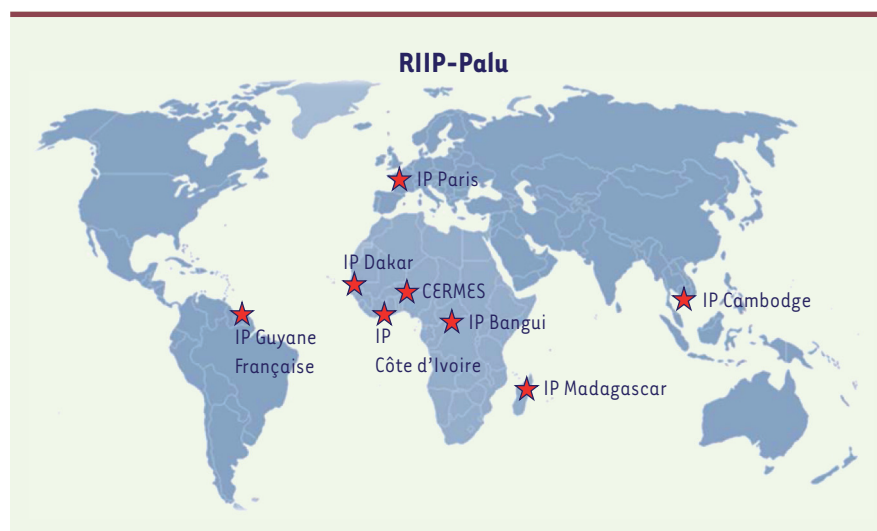 RIIP-Palu
IP Paris
IP Dakar
CERMES
IP Cambodge
IP Guyane
Française
IP
Côte d’Ivoire
IP Bangui
IP Madagascar